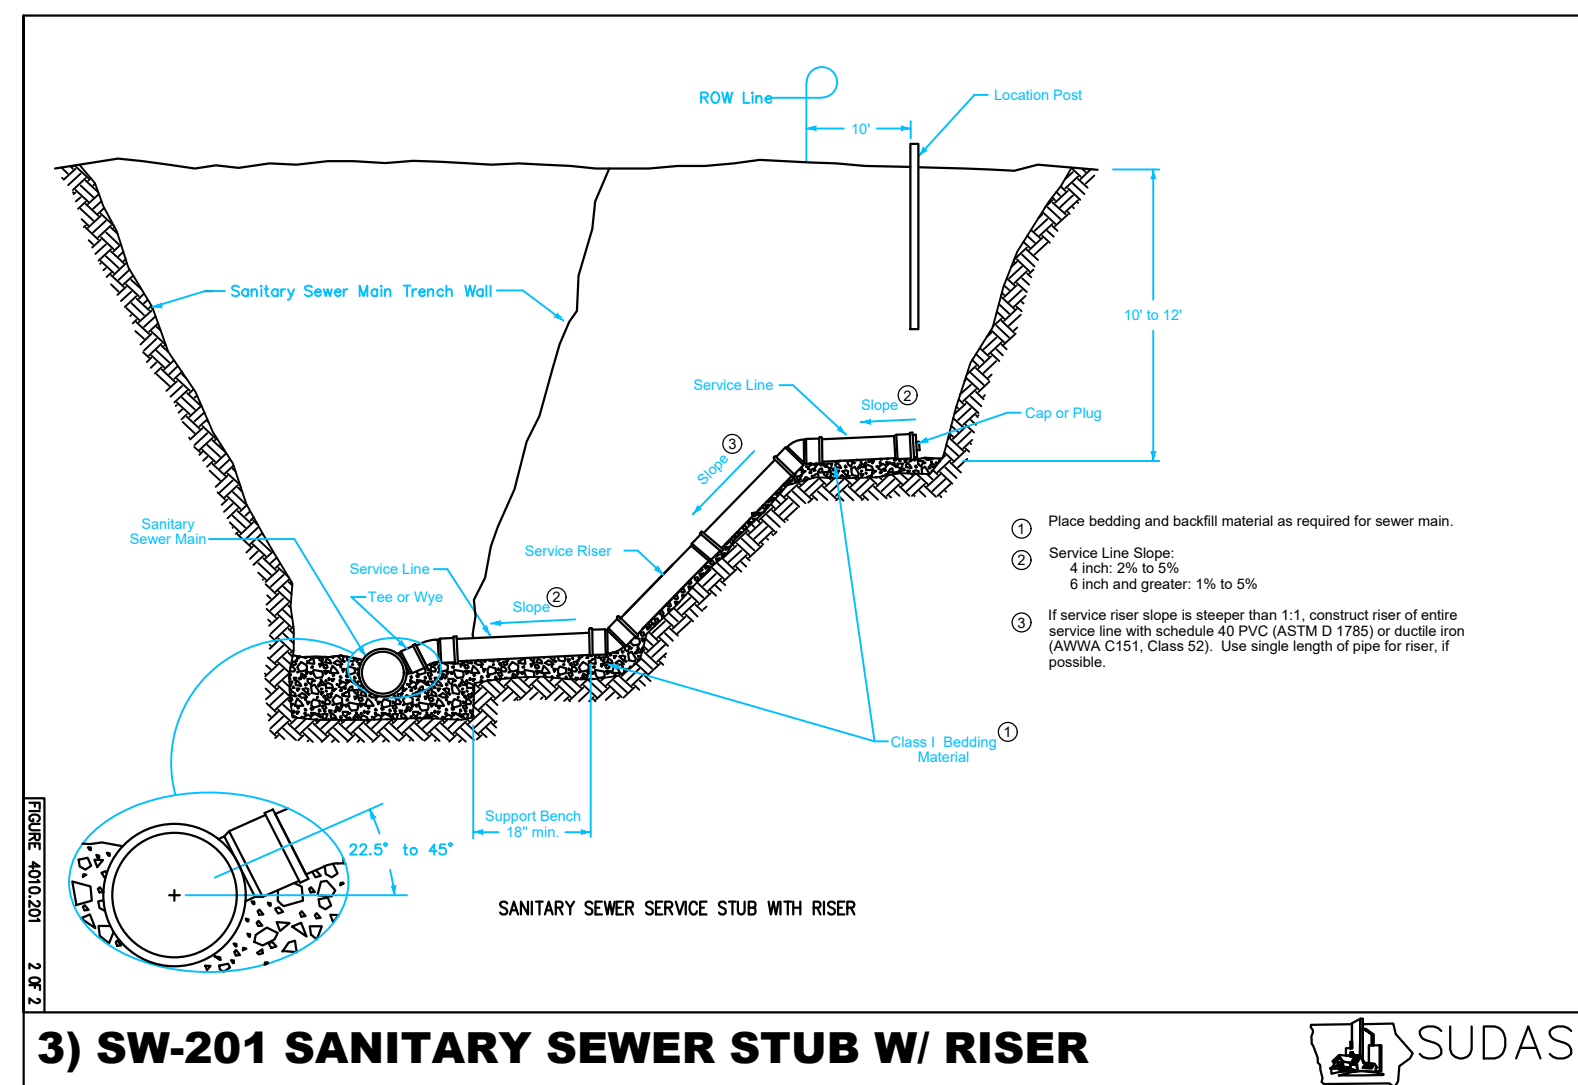 ROW Line
Location Post
10'
Sanitary Sewer Main Trench Wall
10' to 12'
Service Line
Slope 2
Cap or Plug
Slope 3
Sanitary
Sewer Main
Service Riser
Service Line
Tee or Wye
Slope 2
1 Place bedding and backfill material as required for sewer main.
2 Service Line Slope:
4 inch: 2% to 5%
6 inch and greater: 1% to 5%
3 If service riser slope is steeper than 1:1, construct riser of entire
service line with schedule 40 PVC (ASTM D 1785) or ductile iron
(AWWA C151, Class 52). Use single length of pipe for riser, if
possible.
Class I Bedding 1
Material
Support Bench
18" min.
22.5° to 45°
SANITARY SEWER SERVICE STUB WITH RISER
FIGURE 4010.201 2 OF 2
3) SW-201 SANITARY SEWER STUB W/ RISER
SUDAS